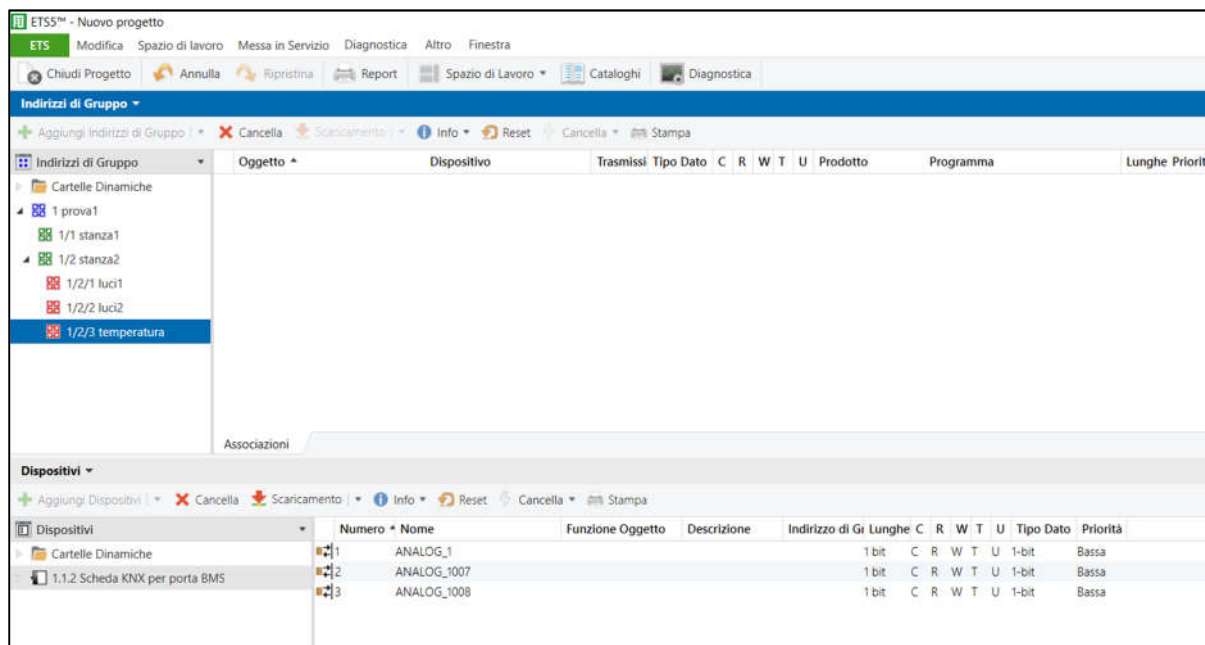 ETS5™ - Nuovo progetto
ETS Modifica Spazio di lavoro Messa in Servizio Diagnostica Altro Finestra
Chiudi Progetto Annulla Ripristina Report Spazio di Lavoro Cataloghi Diagnostica
Indirizzi di Gruppo
Aggiungi Indirizzi di Gruppo Cancella Scaricamento Info Reset Cancella Stampa
Indirizzi di Gruppo Oggetto Dispositivo Trasmissi Tipo Dato C R W T U Prodotto Programma Lunghe Priorit
Cartelle Dinamiche
1 prova1
1/1 stanza1
1/2 stanza2
1/2/1 luci1
1/2/2 luci2
1/2/3 temperatura
Associazioni
Dispositivi
Aggiungi Dispositivi Cancella Scaricamento Info Reset Cancella Stampa
Dispositivi Numero Nome Funzione Oggetto Descrizione Indirizzo di Gi Lunghe C R W T U Tipo Dato Priorità
Cartelle Dinamiche
1.1.2 Scheda KNX per porta BMS
1 ANALOG_1 1 bit C R W T U 1-bit Bassa
2 ANALOG_1007 1 bit C R W T U 1-bit Bassa
3 ANALOG_1008 1 bit C R W T U 1-bit Bassa